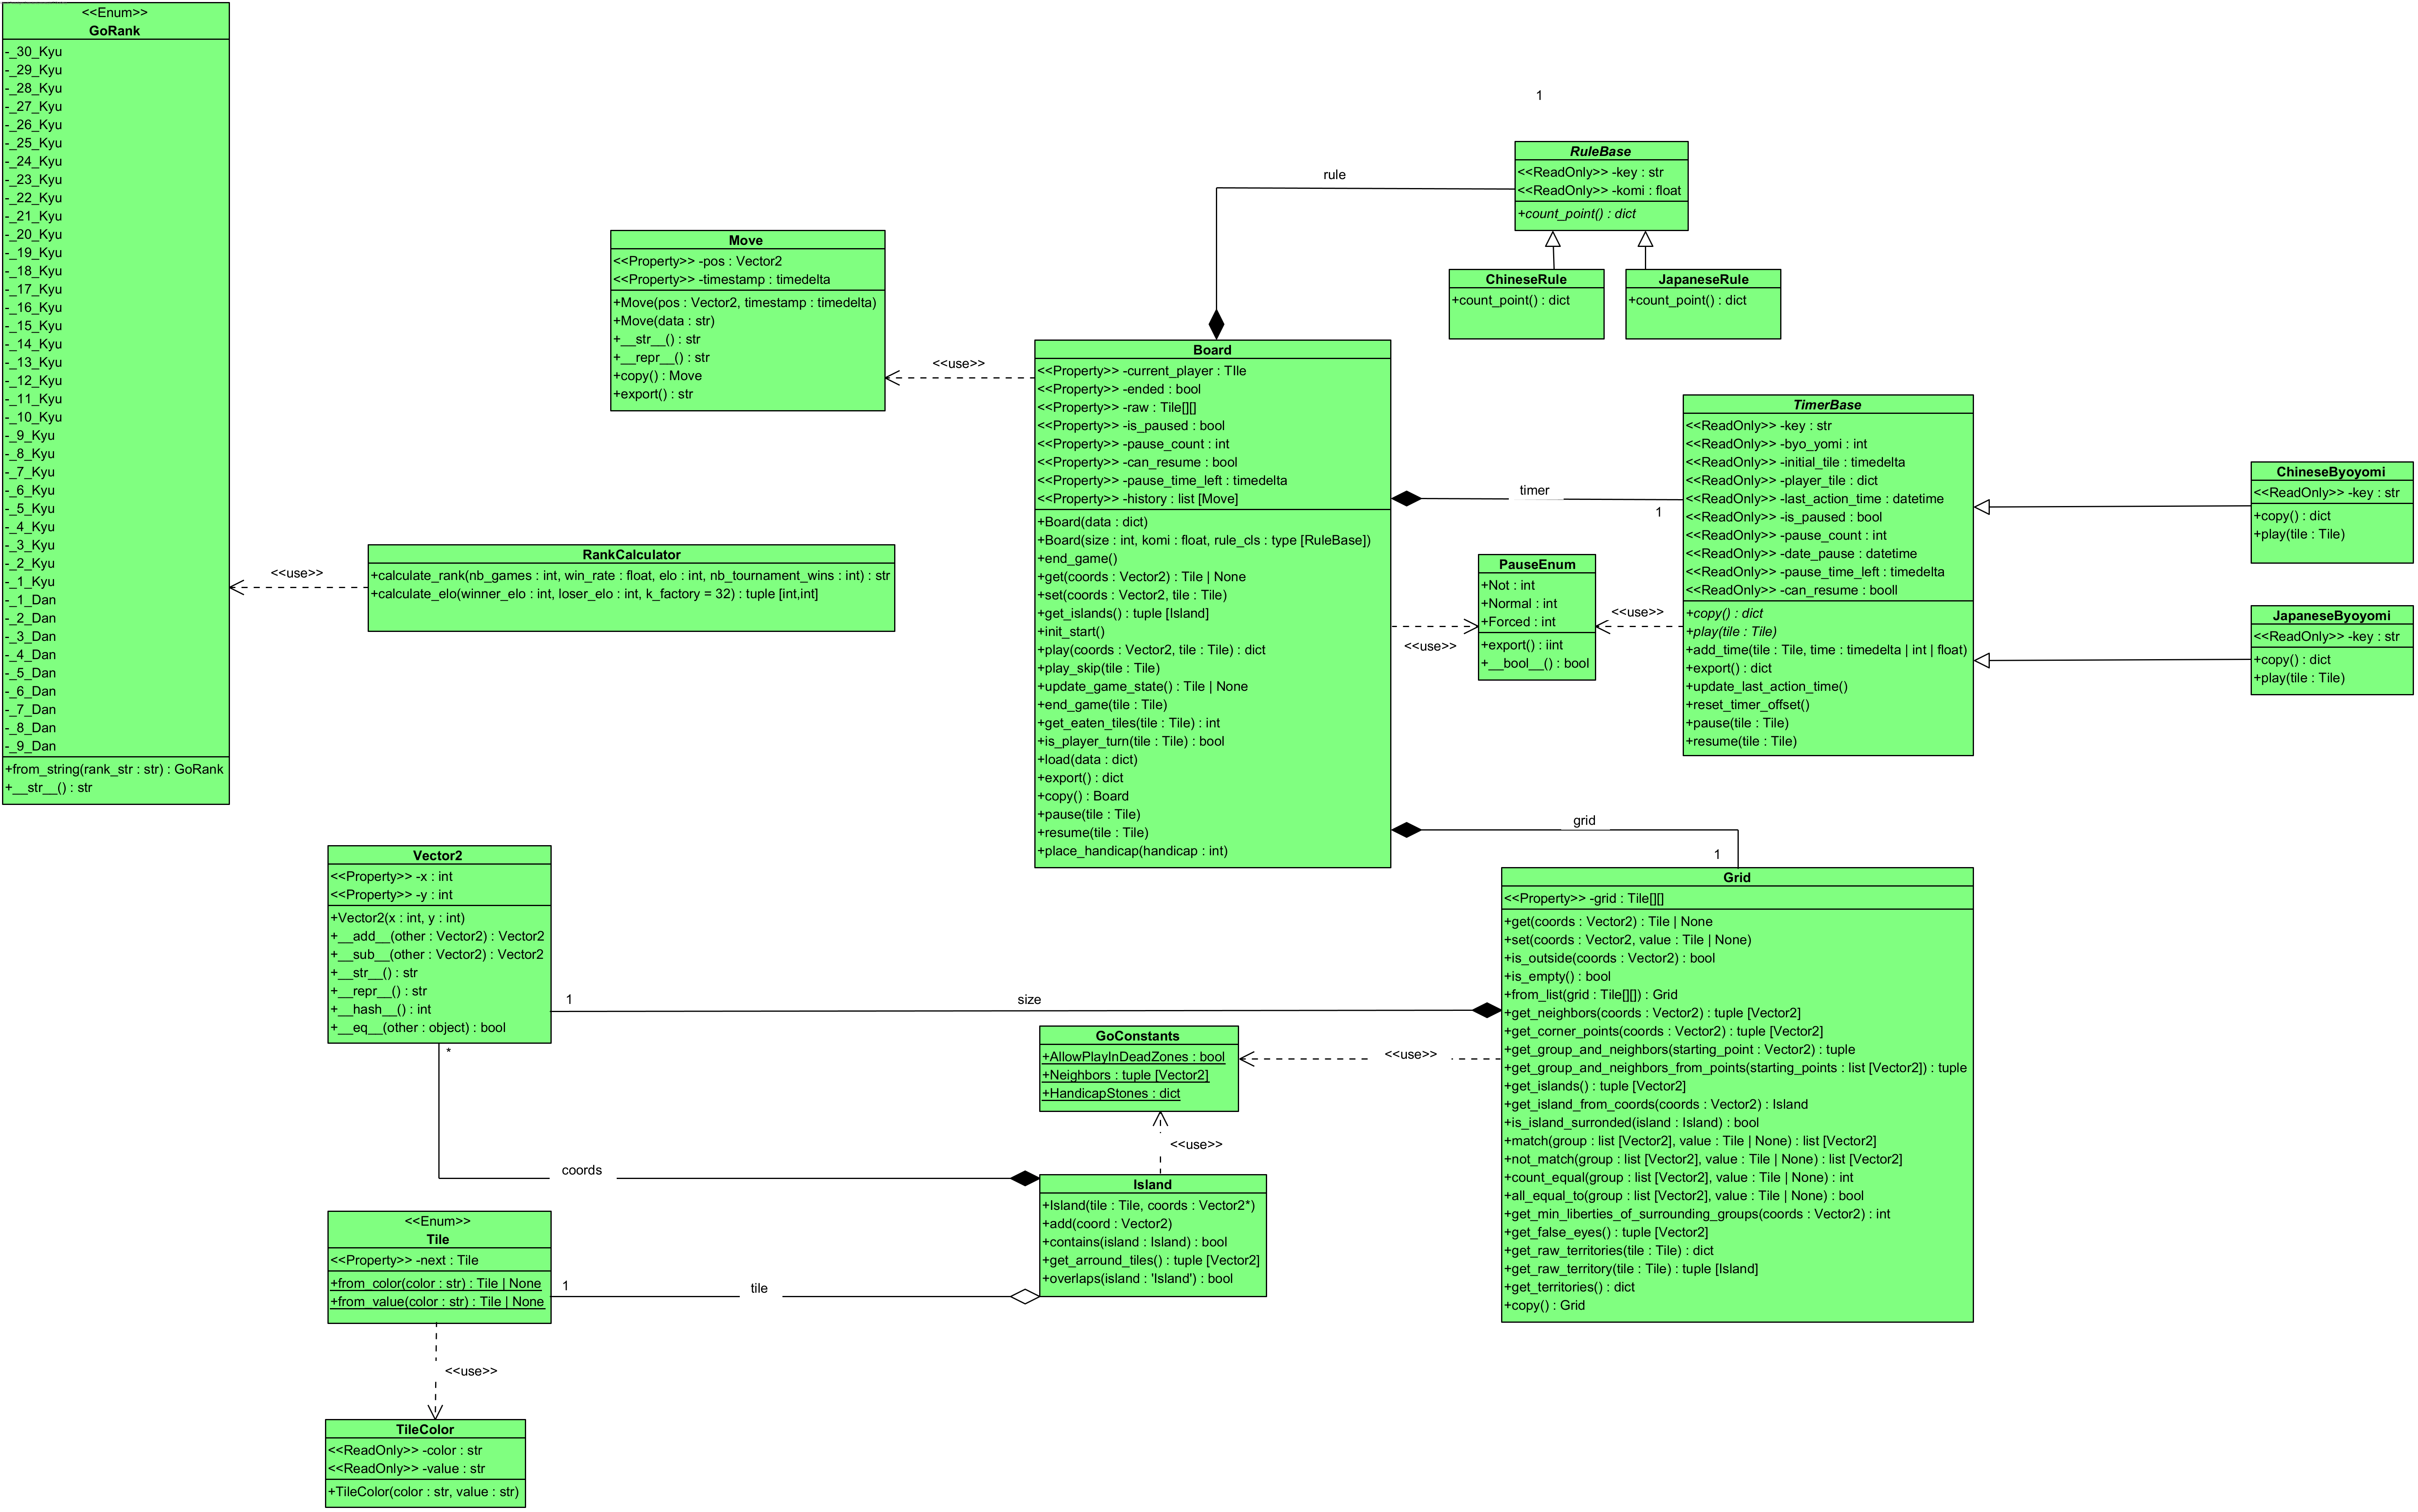 <<Enum>>
GoRank
-_30_Kyu
-_29_Kyu
-_28_Kyu
-_27_Kyu
-_26_Kyu
-_25_Kyu
-_24_Kyu
-_23_Kyu
-_22_Kyu
-_21_Kyu
-_20_Kyu
-_19_Kyu
-_18_Kyu
-_17_Kyu
-_16_Kyu
-_15_Kyu
-_14_Kyu
-_13_Kyu
-_12_Kyu
-_11_Kyu
-_10_Kyu
-_9_Kyu
-_8_Kyu
-_7_Kyu
-_6_Kyu
-_5_Kyu
-_4_Kyu
-_3_Kyu
-_2_Kyu
-_1_Kyu
-_1_Dan
-_2_Dan
-_3_Dan
-_4_Dan
-_5_Dan
-_6_Dan
-_7_Dan
-_8_Dan
-_9_Dan
+from_string(rank_str : str) : GoRank
+__str__() : str
<<use>>
RankCalculator
+calculate_rank(nb_games : int, win_rate : float, elo : int, nb_tournament_wins : int) : str
+calculate_elo(winner_elo : int, loser_elo : int, k_factory = 32) : tuple [int,int]
Move
<<Property>> -pos : Vector2
<<Property>> -timestamp : timedelta
+Move(pos : Vector2, timestamp : timedelta)
+Move(data : str)
+__str__() : str
+__repr__() : str
+copy() : Move
+export() : str
<<use>>
rule
1
RuleBase
<<ReadOnly>> -key : str
<<ReadOnly>> -komi : float
+count_point() : dict
ChineseRule
+count_point() : dict
JapaneseRule
+count_point() : dict
Board
<<Property>> -current_player : TIle
<<Property>> -ended : bool
<<Property>> -raw : Tile[][]
<<Property>> -is_paused : bool
<<Property>> -pause_count : int
<<Property>> -can_resume : bool
<<Property>> -pause_time_left : timedelta
<<Property>> -history : list [Move]
+Board(data : dict)
+Board(size : int, komi : float, rule_cls : type [RuleBase])
+end_game()
+get(coords : Vector2) : Tile | None
+set(coords : Vector2, tile : Tile)
+get_islands() : tuple [Island]
+init_start()
+play(coords : Vector2, tile : Tile) : dict
+play_skip(tile : Tile)
+update_game_state() : Tile | None
+end_game(tile : Tile)
+get_eaten_tiles(tile : Tile) : int
+is_player_turn(tile : Tile) : bool
+load(data : dict)
+export() : dict
+copy() : Board
+pause(tile : Tile)
+resume(tile : Tile)
+place_handicap(handicap : int)
timer
1
<<use>>
PauseEnum
+Not : int
+Normal : int
+Forced : int
+export() : iint
+__bool__() : bool
<<use>>
TimerBase
<<ReadOnly>> -key : str
<<ReadOnly>> -byo_yomi : int
<<ReadOnly>> -initial_tile : timedelta
<<ReadOnly>> -player_tile : dict
<<ReadOnly>> -last_action_time : datetime
<<ReadOnly>> -is_paused : bool
<<ReadOnly>> -pause_count : int
<<ReadOnly>> -date_pause : datetime
<<ReadOnly>> -pause_time_left : timedelta
<<ReadOnly>> -can_resume : booll
+copy() : dict
+play(tile : Tile)
+add_time(tile : Tile, time : timedelta | int | float)
+export() : dict
+update_last_action_time()
+reset_timer_offset()
+pause(tile : Tile)
+resume(tile : Tile)
ChineseByoyomi
<<ReadOnly>> -key : str
+copy() : dict
+play(tile : Tile)
JapaneseByoyomi
<<ReadOnly>> -key : str
+copy() : dict
+play(tile : Tile)
grid
1
Grid
<<Property>> -grid : Tile[][]
+get(coords : Vector2) : Tile | None
+set(coords : Vector2, value : Tile | None)
+is_outside(coords : Vector2) : bool
+is_empty() : bool
+from_list(grid : Tile[][]) : Grid
+get_neighbors(coords : Vector2) : tuple [Vector2]
+get_corner_points(coords : Vector2) : tuple [Vector2]
+get_group_and_neighbors(starting_point : Vector2) : tuple
+get_group_and_neighbors_from_points(starting_points : list [Vector2]) : tuple
+get_islands() : tuple [Vector2]
+get_island_from_coords(coords : Vector2) : Island
+is_island_surronded(island : Island) : bool
+match(group : list [Vector2], value : Tile | None) : list [Vector2]
+not_match(group : list [Vector2], value : Tile | None) : list [Vector2]
+count_equal(group : list [Vector2], value : Tile | None) : int
+all_equal_to(group : list [Vector2], value : Tile | None) : bool
+get_min_liberties_of_surrounding_groups(coords : Vector2) : int
+get_false_eyes() : tuple [Vector2]
+get_raw_territories(tile : Tile) : dict
+get_raw_territory(tile : Tile) : tuple [Island]
+get_territories() : dict
+copy() : Grid
Vector2
<<Property>> -x : int
<<Property>> -y : int
+Vector2(x : int, y : int)
+__add__(other : Vector2) : Vector2
+__sub__(other : Vector2) : Vector2
+__str__() : str
+__repr__() : str
+__hash__() : int
+__eq__(other : object) : bool
1
size
*
coords
GoConstants
+AllowPlayInDeadZones : bool
+Neighbors : tuple [Vector2]
+HandicapStones : dict
<<use>>
<<use>>
Island
+Island(tile : Tile, coords : Vector2*)
+add(coord : Vector2)
+contains(island : Island) : bool
+get_arround_tiles() : tuple [Vector2]
+overlaps(island : 'Island') : bool
<<Enum>>
Tile
<<Property>> -next : Tile
+from_color(color : str) : Tile | None
+from_value(color : str) : Tile | None
1
tile
<<use>>
TileColor
<<ReadOnly>> -color : str
<<ReadOnly>> -value : str
+TileColor(color : str, value : str)